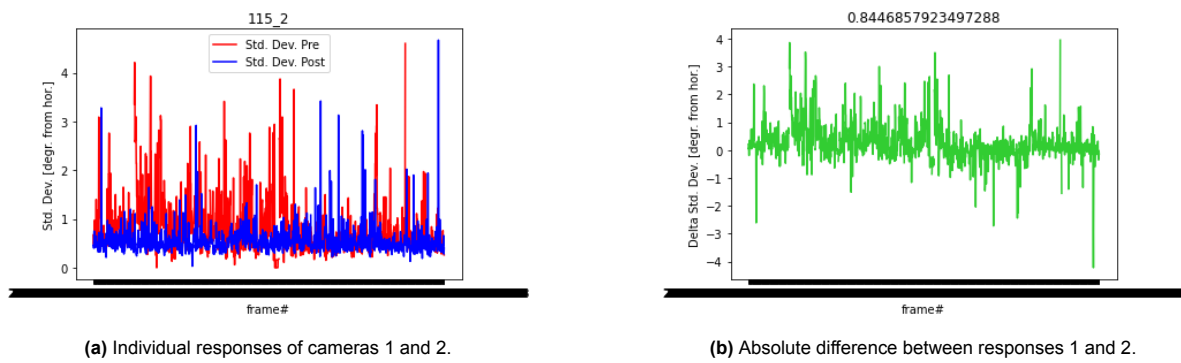 115_2
Std. Dev. Pre
Std. Dev. Post
Std. Dev. [degr. from hor.]
4
3
2
1
0
frame#
(a) Individual responses of cameras 1 and 2.
0.8446857923497288
Delta Std. Dev. [degr. from hor.]
4
3
2
1
0
−1
−2
−3
−4
frame#
(b) Absolute difference between responses 1 and 2.